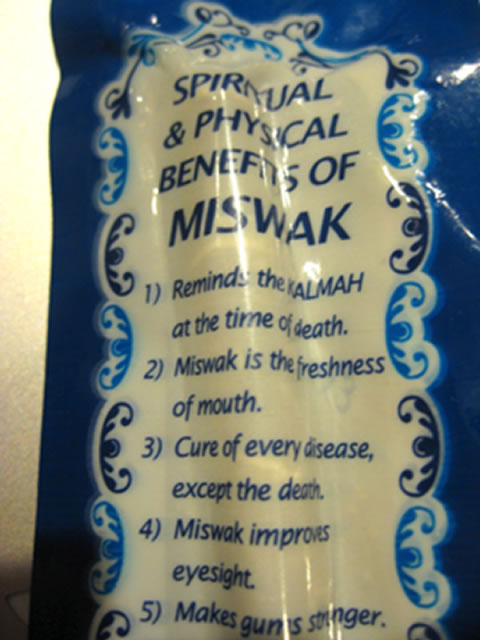 SPIRITUAL
& PHYSICAL
BENEFITS OF
MISWAK
1) Reminds the KALMAH
at the time of death.
2) Miswak is the freshness
of mouth.
3) Cure of every disease,
except the death.
4) Miswak improves
eyesight.
5) Makes gums stronger.